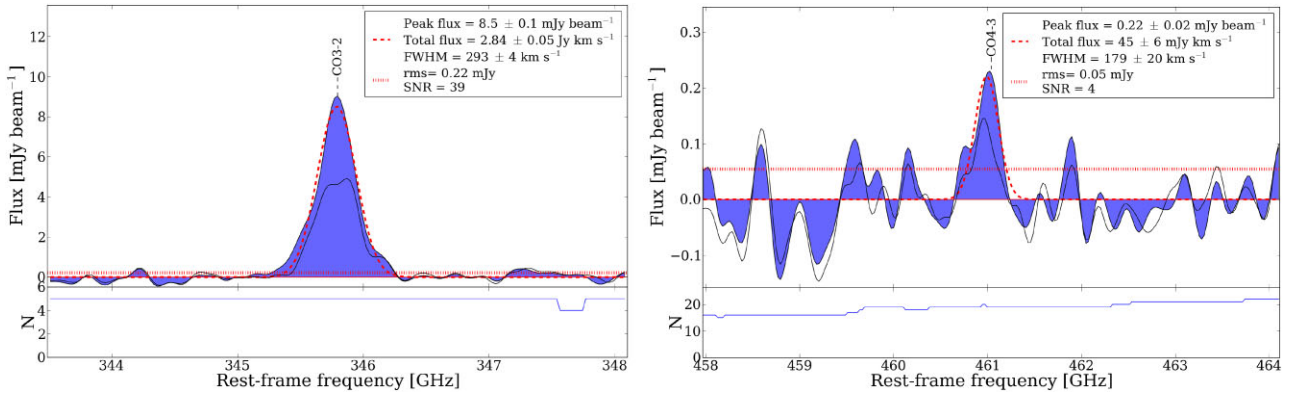 Peak flux = 8.5 ± 0.1 mJy beam⁻¹
Total flux = 2.84 ± 0.05 Jy km s⁻¹
FWHM = 293 ± 4 km s⁻¹
rms= 0.22 mJy
SNR = 39
CO3-2
Flux [mJy beam⁻¹]
12
10
8
6
4
2
0
N
6
4
2
0
344
345
346
347
348
Rest-frame frequency [GHz]
Peak flux = 0.22 ± 0.02 mJy beam⁻¹
Total flux = 45 ± 6 mJy km s⁻¹
FWHM = 179 ± 20 km s⁻¹
rms= 0.05 mJy
SNR = 4
CO4-3
Flux [mJy beam⁻¹]
0.3
0.2
0.1
0.0
−0.1
N
20
10
0
458
459
460
461
462
463
464
Rest-frame frequency [GHz]